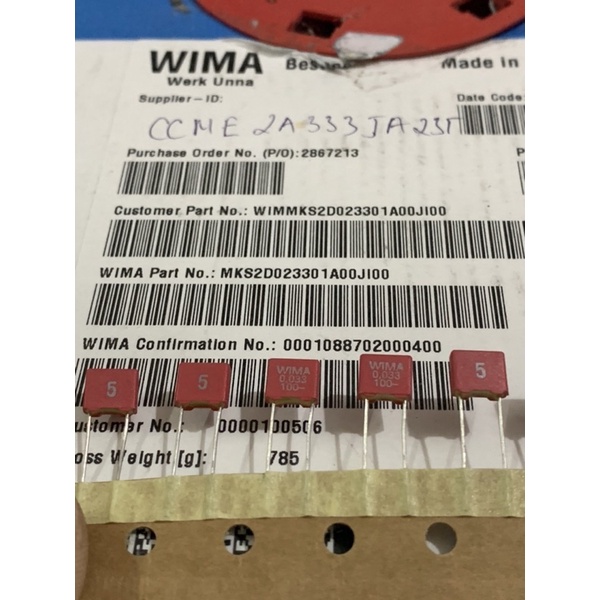 WIMA Made in
Werk Unna
Supplier-ID: Date Code:
CCME 2A333JA23T
Purchase Order No. (P/O):2867213 P
Customer Part No.: WIMMKS2D023301A00JI00
WIMA Part No.: MKS2D023301A00JI00
WIMA Confirmation No.: 0001088702000400
5 5 WIMA 0,033 100~ WIMA 0,033 100~ 5
ustomer No.: 0000100506
oss Weight [g]: 785